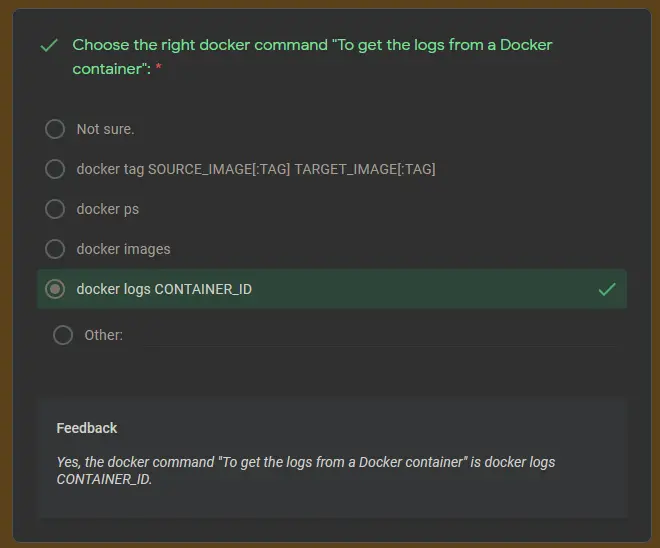 Choose the right docker command "To get the logs from a Docker
container": *
Not sure.
docker tag SOURCE_IMAGE[:TAG] TARGET_IMAGE[:TAG]
docker ps
docker images
docker logs CONTAINER_ID
Other:
Feedback
Yes, the docker command "To get the logs from a Docker container" is docker logs
CONTAINER_ID.